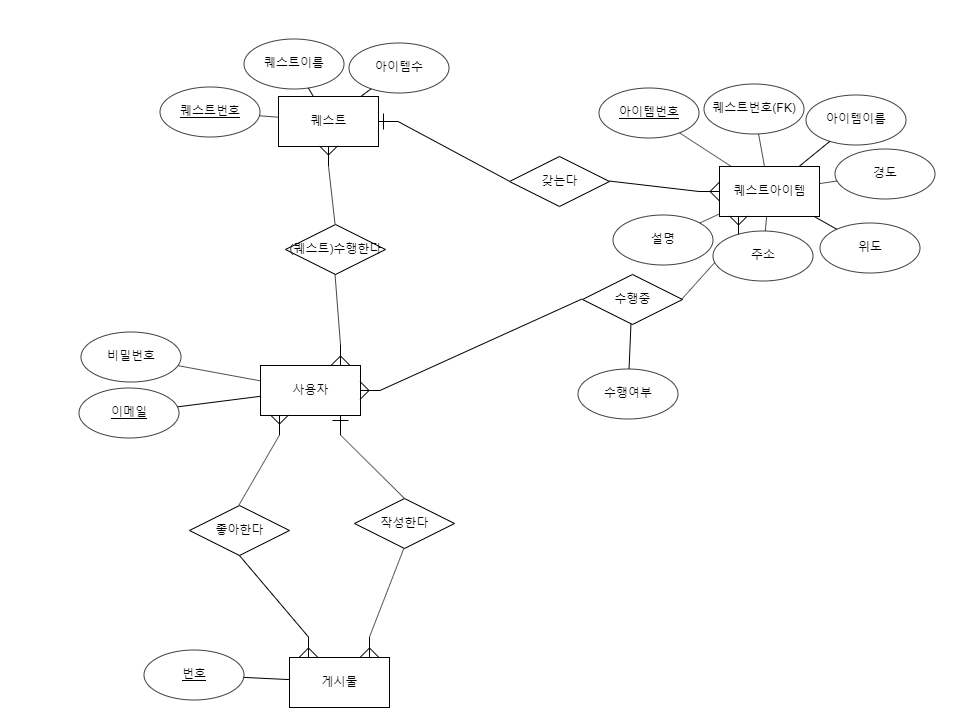 퀘스트이름
아이템수
퀘스트번호
퀘스트
아이템번호
퀘스트번호(FK)
아이템이름
갖는다
퀘스트아이템
경도
설명
주소
위도
(퀘스트)수행한다
수행중
수행여부
비밀번호
이메일
사용자
좋아한다
작성한다
번호
게시물